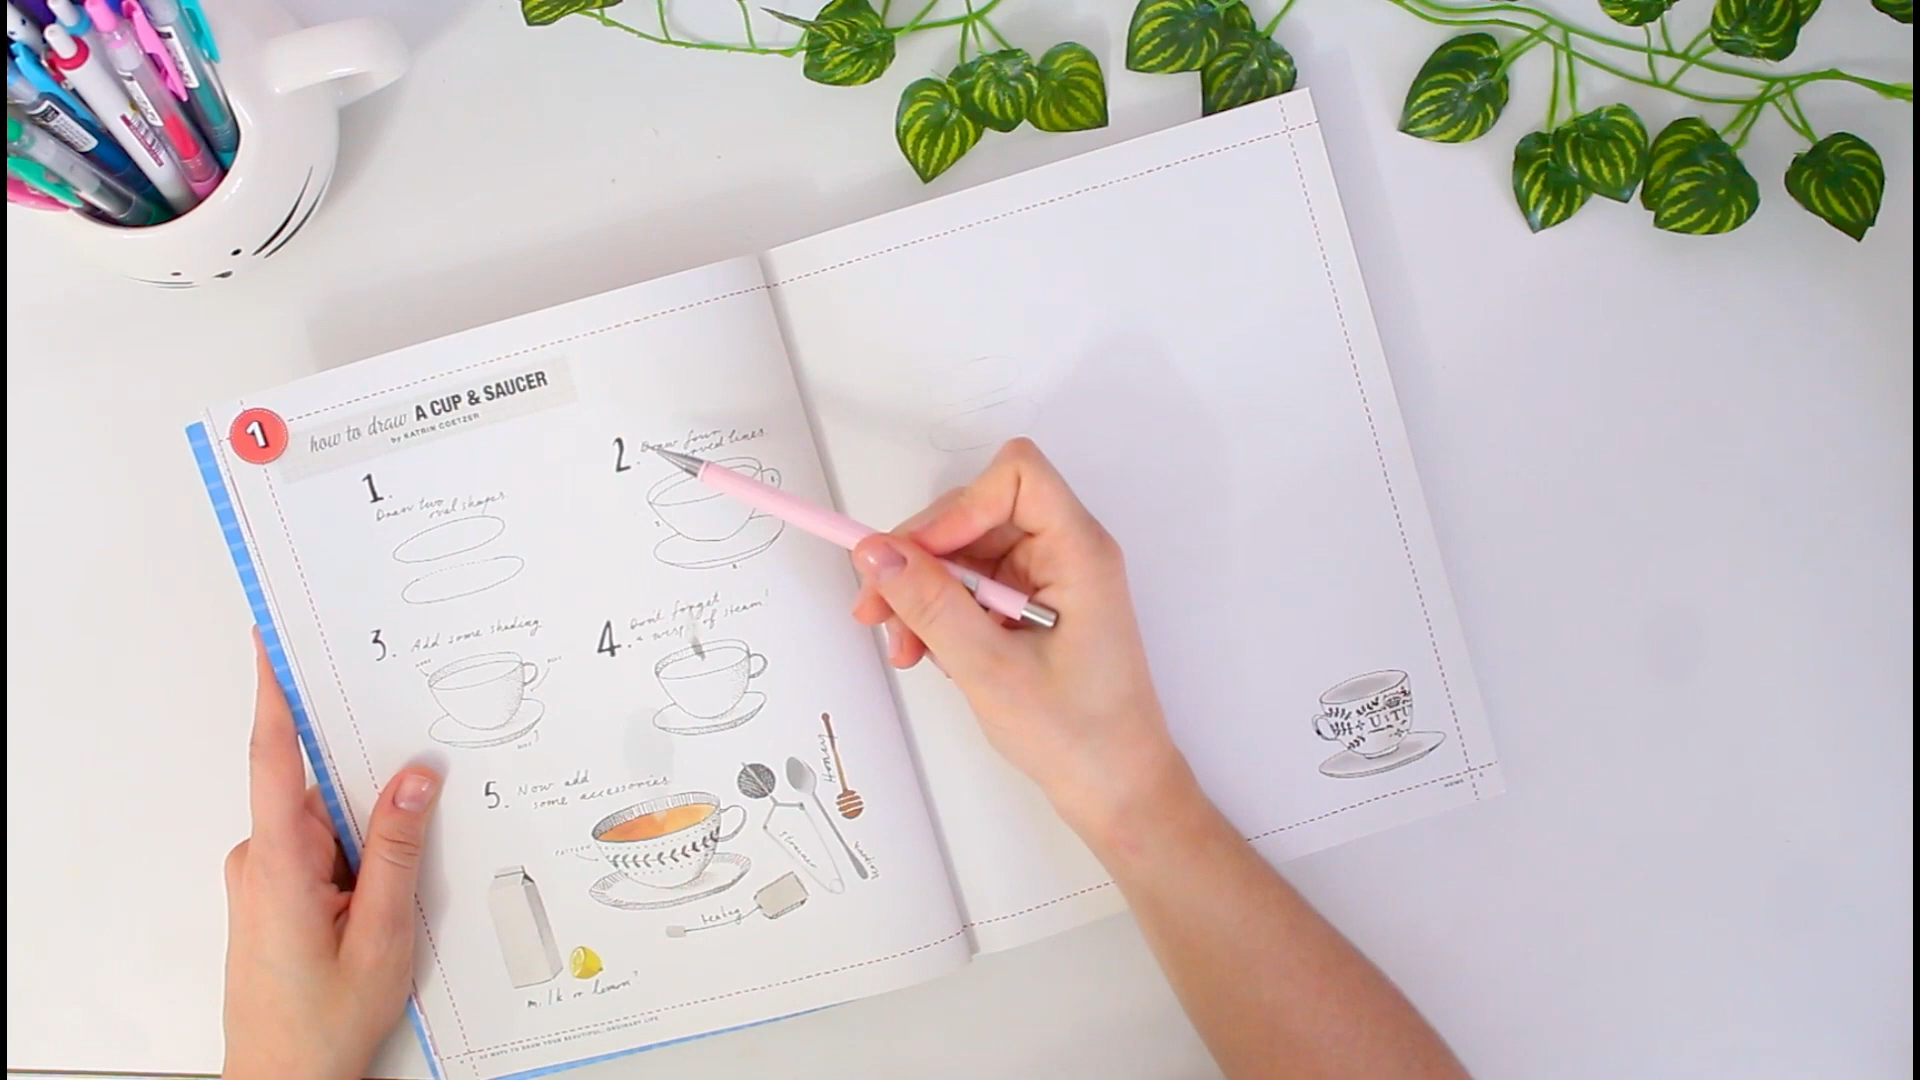 1
how to draw A CUP & SAUCER
by KATRIN COETZER
1.
Draw two
oval shapes
2.
Draw four
curved lines
3.
Add some shading
4.
Don't forget
a wisp of steam!
5.
Now add
some accessories
PATTERN
Honey
strainer
teabag
milk or lemon?
HOME